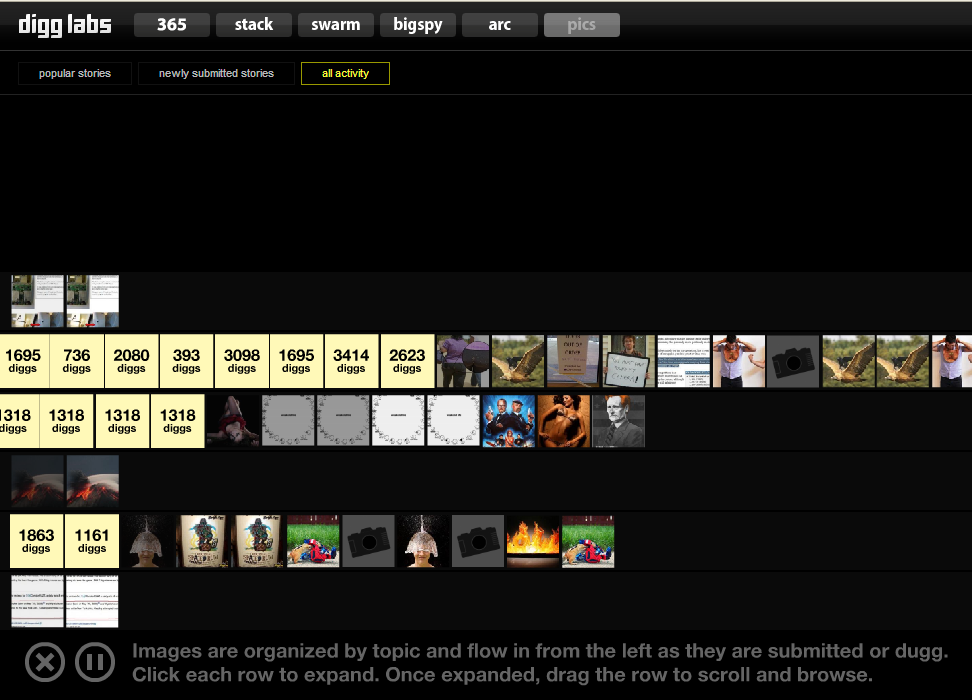 digg labs 365 stack swarm bigspy arc pics
popular stories newly submitted stories all activity
1695 736 2080 393 3098 1695 3414 2623
diggs diggs diggs diggs diggs diggs diggs diggs
1318 1318 1318 1318
diggs diggs diggs diggs
1863 1161
diggs diggs
Images are organized by topic and flow in from the left as they are submitted or dugg.
Click each row to expand. Once expanded, drag the row to scroll and browse.